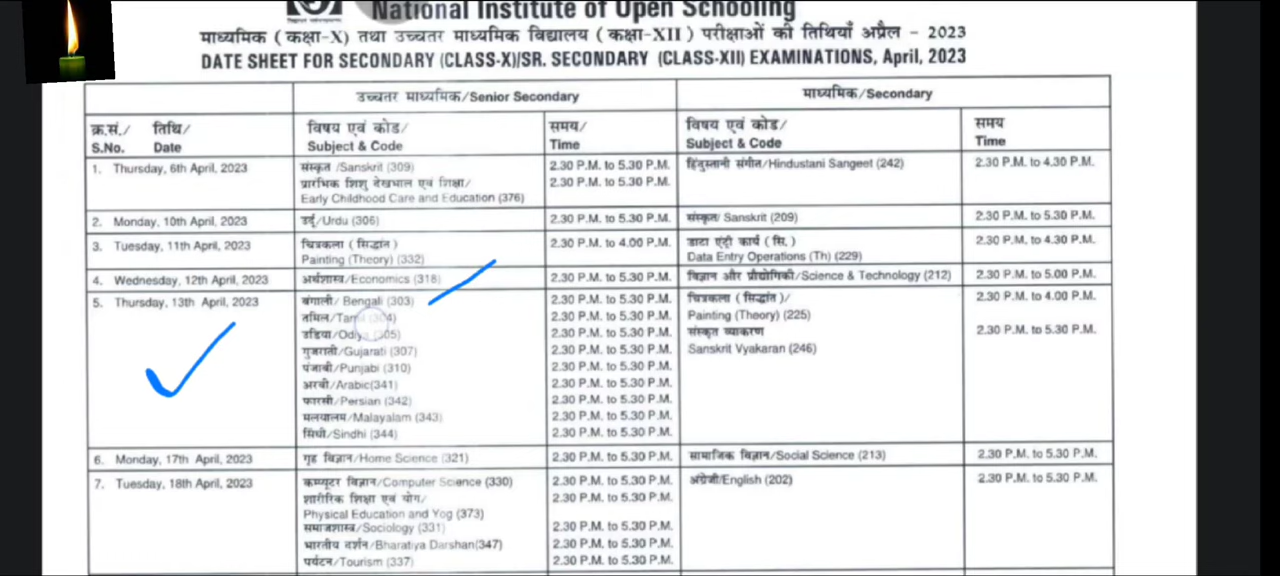 National Institute of Open Schooling
माध्यमिक (कक्षा-X) तथा उच्चतर माध्यमिक विद्यालय (कक्षा-XII) परीक्षाओं की तिथियाँ अप्रैल - 2023
DATE SHEET FOR SECONDARY (CLASS-X)/SR. SECONDARY (CLASS-XII) EXAMINATIONS, April, 2023
उच्चतर माध्यमिक/Senior Secondary माध्यमिक/Secondary
क्र.सं./ तिथि/ विषय एवं कोड/ समय/ विषय एवं कोड/ समय
S.No. Date Subject & Code Time Subject & Code Time
1. Thursday, 6th April, 2023 संस्कृत/Sanskrit (309) 2.30 P.M. to 5.30 P.M. हिंदुस्तानी संगीत/Hindustani Sangeet (242) 2.30 P.M. to 4.30 P.M.
प्रारंभिक शिशु देखभाल एवं शिक्षा/ 2.30 P.M. to 5.30 P.M.
Early Childhood Care and Education (376)
2. Monday, 10th April, 2023 उर्दू/Urdu (306) 2.30 P.M. to 5.30 P.M. संस्कृत/ Sanskrit (209) 2.30 P.M. to 5.30 P.M.
3. Tuesday, 11th April, 2023 चित्रकला (सिद्धांत) 2.30 P.M. to 4.00 P.M. डाटा एंट्री कार्य (सि.) 2.30 P.M. to 4.30 P.M.
Painting (Theory) (332) Data Entry Operations (Th) (229)
4. Wednesday, 12th April, 2023 अर्थशास्त्र/Economics (318) 2.30 P.M. to 5.30 P.M. विज्ञान और प्रौद्योगिकी/Science & Technology (212) 2.30 P.M. to 5.00 P.M.
5. Thursday, 13th April, 2023 बंगाली/ Bengali (303) 2.30 P.M. to 5.30 P.M. चित्रकला (सिद्धांत)/ 2.30 P.M. to 4.00 P.M.
तमिल/Tamil (304) 2.30 P.M. to 5.30 P.M. Painting (Theory) (225)
उडिया/Odiya (305) 2.30 P.M. to 5.30 P.M. संस्कृत व्याकरण 2.30 P.M. to 5.30 P.M.
गुजराती/Gujarati (307) 2.30 P.M. to 5.30 P.M. Sanskrit Vyakaran (246)
पंजाबी/Punjabi (310) 2.30 P.M. to 5.30 P.M.
अरबी/Arabic(341) 2.30 P.M. to 5.30 P.M.
फारसी/Persian (342) 2.30 P.M. to 5.30 P.M.
मलयालम/Malayalam (343) 2.30 P.M. to 5.30 P.M.
सिंधी/Sindhi (344) 2.30 P.M. to 5.30 P.M.
6. Monday, 17th April, 2023 गृह विज्ञान/Home Science (321) 2.30 P.M. to 5.30 P.M. सामाजिक विज्ञान/Social Science (213) 2.30 P.M. to 5.30 P.M.
7. Tuesday, 18th April, 2023 कम्प्यूटर विज्ञान/Computer Science (330) 2.30 P.M. to 5.30 P.M. अंग्रेजी/English (202) 2.30 P.M. to 5.30 P.M.
शारीरिक शिक्षा एवं योग/ 2.30 P.M. to 5.30 P.M.
Physical Education and Yog (373)
समाजशास्त्र/Sociology (331) 2.30 P.M. to 5.30 P.M.
भारतीय दर्शन/Bharatiya Darshan(347) 2.30 P.M. to 5.30 P.M.
पर्यटन/Tourism (337) 2.30 P.M. to 5.30 P.M.